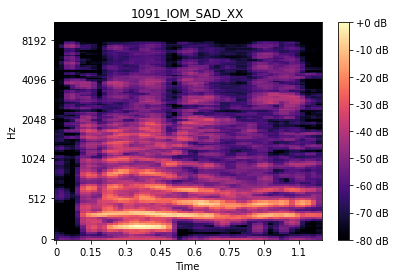 1091_IOM_SAD_XX
+0 dB
8192
-10 dB
4096
-20 dB
-30 dB
2048
Hz
-40 dB
1024
-50 dB
512
-60 dB
-70 dB
0
-80 dB
0 0.15 0.3 0.45 0.6 0.75 0.9 1.1
Time